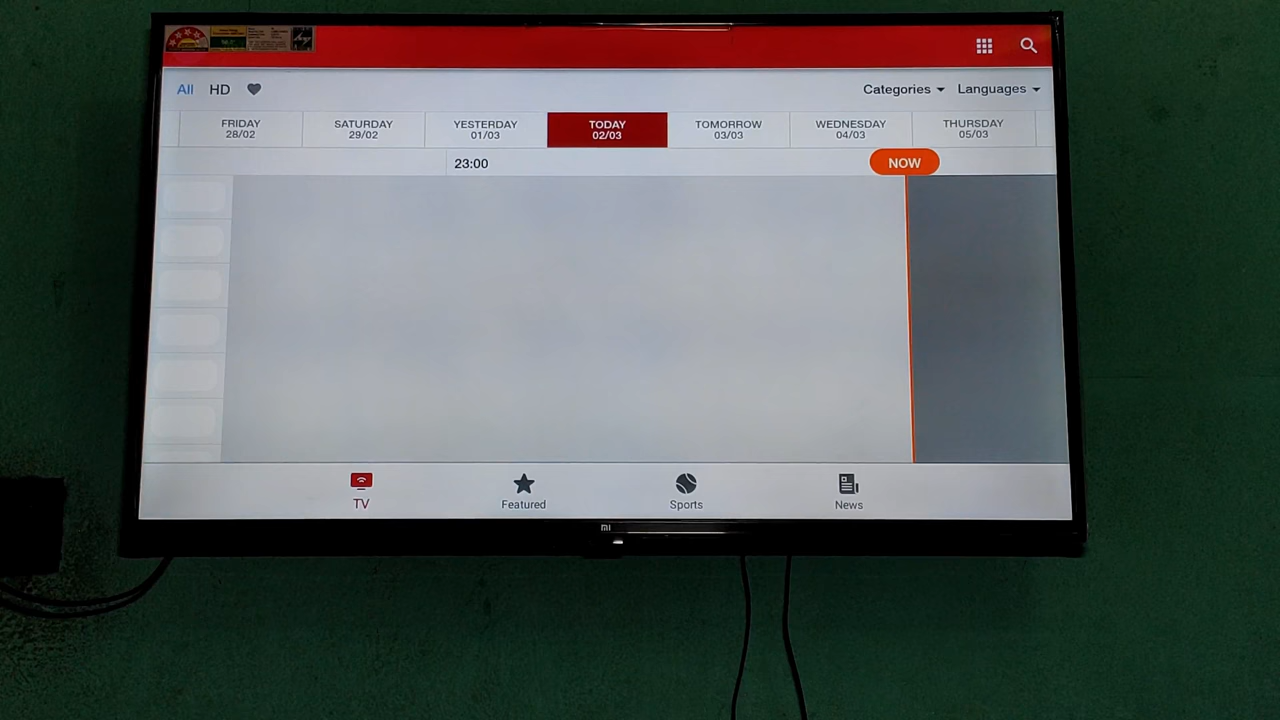 All HD
Categories Languages
FRIDAY
28/02
SATURDAY
29/02
YESTERDAY
01/03
TODAY
02/03
TOMORROW
03/03
WEDNESDAY
04/03
THURSDAY
05/03
23:00
NOW
TV
Featured
Sports
News
mi